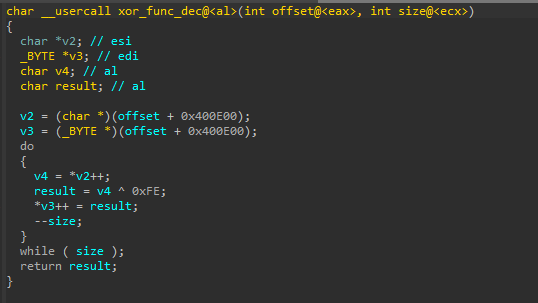 char __usercall xor_func_dec@<al>(int offset@<eax>, int size@<ecx>)
{
  char *v2; // esi
  _BYTE *v3; // edi
  char v4; // al
  char result; // al

  v2 = (char *)(offset + 0x400E00);
  v3 = (_BYTE *)(offset + 0x400E00);
  do
  {
    v4 = *v2++;
    result = v4 ^ 0xFE;
    *v3++ = result;
    --size;
  }
  while ( size );
  return result;
}